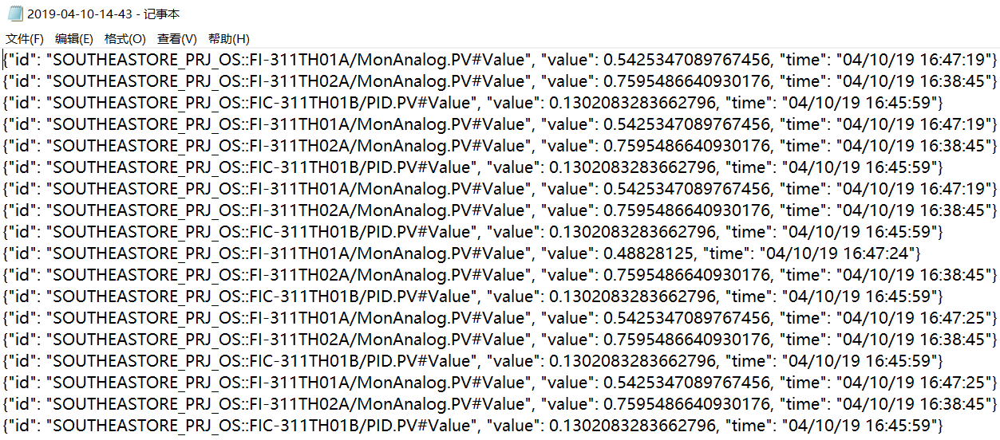 2019-04-10-14-43 - 记事本
文件(F) 编辑(E) 格式(O) 查看(V) 帮助(H)
{"id": "SOUTHEASTORE_PRJ_OS::FI-311TH01A/MonAnalog.PV#Value", "value": 0.5425347089767456, "time": "04/10/19 16:47:19"}
{"id": "SOUTHEASTORE_PRJ_OS::FI-311TH02A/MonAnalog.PV#Value", "value": 0.7595486640930176, "time": "04/10/19 16:38:45"}
{"id": "SOUTHEASTORE_PRJ_OS::FIC-311TH01B/PID.PV#Value", "value": 0.1302083283662796, "time": "04/10/19 16:45:59"}
{"id": "SOUTHEASTORE_PRJ_OS::FI-311TH01A/MonAnalog.PV#Value", "value": 0.5425347089767456, "time": "04/10/19 16:47:19"}
{"id": "SOUTHEASTORE_PRJ_OS::FI-311TH02A/MonAnalog.PV#Value", "value": 0.7595486640930176, "time": "04/10/19 16:38:45"}
{"id": "SOUTHEASTORE_PRJ_OS::FIC-311TH01B/PID.PV#Value", "value": 0.1302083283662796, "time": "04/10/19 16:45:59"}
{"id": "SOUTHEASTORE_PRJ_OS::FI-311TH01A/MonAnalog.PV#Value", "value": 0.5425347089767456, "time": "04/10/19 16:47:19"}
{"id": "SOUTHEASTORE_PRJ_OS::FI-311TH02A/MonAnalog.PV#Value", "value": 0.7595486640930176, "time": "04/10/19 16:38:45"}
{"id": "SOUTHEASTORE_PRJ_OS::FIC-311TH01B/PID.PV#Value", "value": 0.1302083283662796, "time": "04/10/19 16:45:59"}
{"id": "SOUTHEASTORE_PRJ_OS::FI-311TH01A/MonAnalog.PV#Value", "value": 0.48828125, "time": "04/10/19 16:47:24"}
{"id": "SOUTHEASTORE_PRJ_OS::FI-311TH02A/MonAnalog.PV#Value", "value": 0.7595486640930176, "time": "04/10/19 16:38:45"}
{"id": "SOUTHEASTORE_PRJ_OS::FIC-311TH01B/PID.PV#Value", "value": 0.1302083283662796, "time": "04/10/19 16:45:59"}
{"id": "SOUTHEASTORE_PRJ_OS::FI-311TH01A/MonAnalog.PV#Value", "value": 0.5425347089767456, "time": "04/10/19 16:47:25"}
{"id": "SOUTHEASTORE_PRJ_OS::FI-311TH02A/MonAnalog.PV#Value", "value": 0.7595486640930176, "time": "04/10/19 16:38:45"}
{"id": "SOUTHEASTORE_PRJ_OS::FIC-311TH01B/PID.PV#Value", "value": 0.1302083283662796, "time": "04/10/19 16:45:59"}
{"id": "SOUTHEASTORE_PRJ_OS::FI-311TH01A/MonAnalog.PV#Value", "value": 0.5425347089767456, "time": "04/10/19 16:47:25"}
{"id": "SOUTHEASTORE_PRJ_OS::FI-311TH02A/MonAnalog.PV#Value", "value": 0.7595486640930176, "time": "04/10/19 16:38:45"}
{"id": "SOUTHEASTORE_PRJ_OS::FIC-311TH01B/PID.PV#Value", "value": 0.1302083283662796, "time": "04/10/19 16:45:59"}